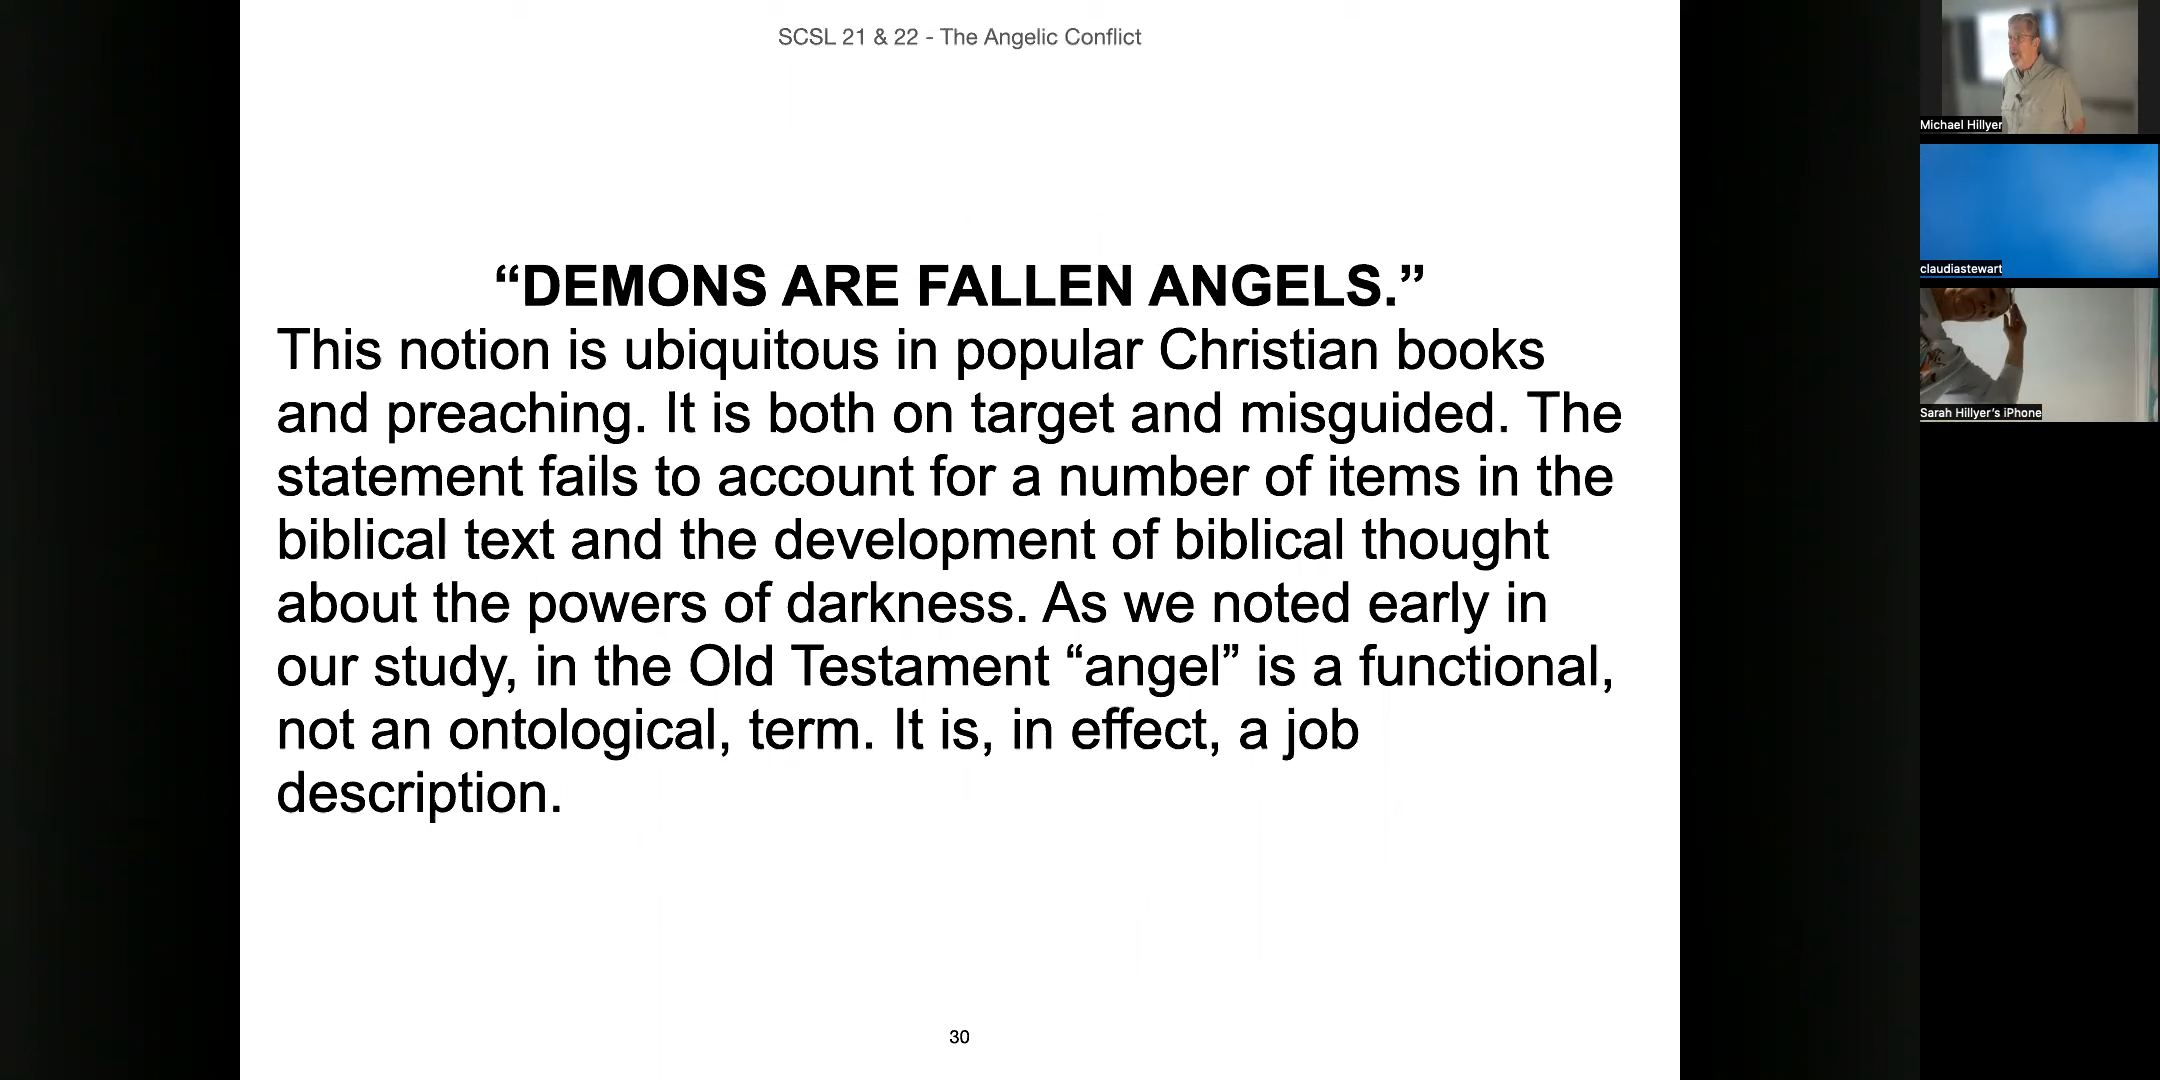 SCSL 21 & 22 - The Angelic Conflict
“DEMONS ARE FALLEN ANGELS.”
This notion is ubiquitous in popular Christian books
and preaching. It is both on target and misguided. The
statement fails to account for a number of items in the
biblical text and the development of biblical thought
about the powers of darkness. As we noted early in
our study, in the Old Testament “angel” is a functional,
not an ontological, term. It is, in effect, a job
description.
30
Michael Hillyer
claudiastewart
Sarah Hillyer’s iPhone